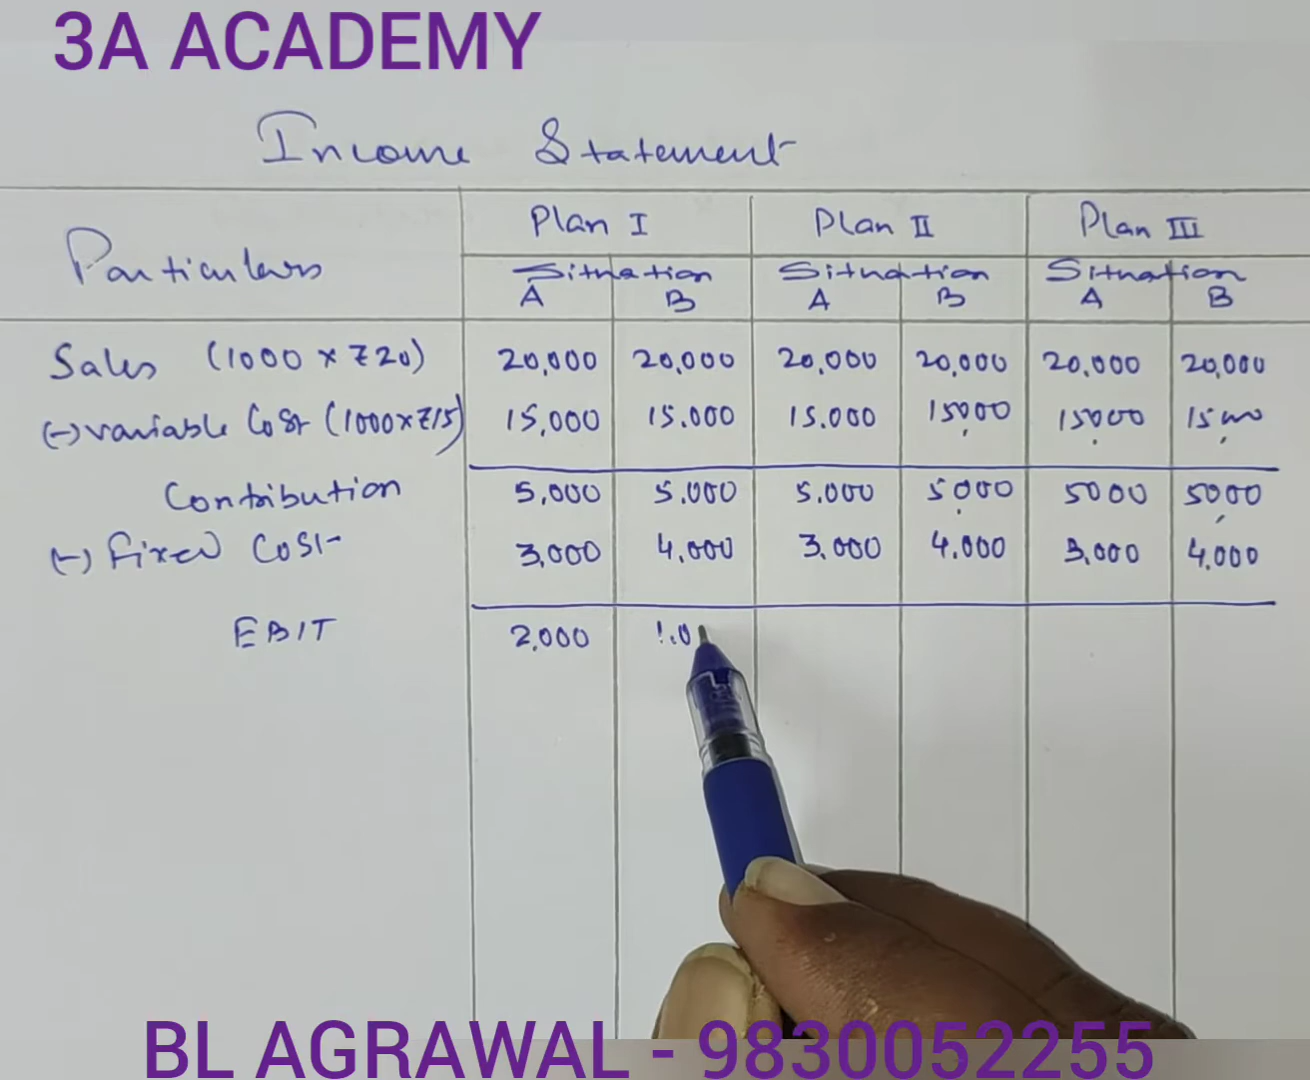 3A ACADEMY
Income Statement
Particulars Plan I Plan II Plan III
Situation Situation Situation
A B A B A B
Sales (1000 × ₹20) 20,000 20,000 20,000 20,000 20,000 20,000
(-) variable Cost (1000×₹15) 15,000 15.000 15.000 15000 15000 15000
Contribution 5,000 5.000 5.000 5000 5000 5000
(-) Fixed Cost 3,000 4.000 3.000 4.000 3,000 4,000
EBIT 2,000 1.0
BL AGRAWAL - 9830052255